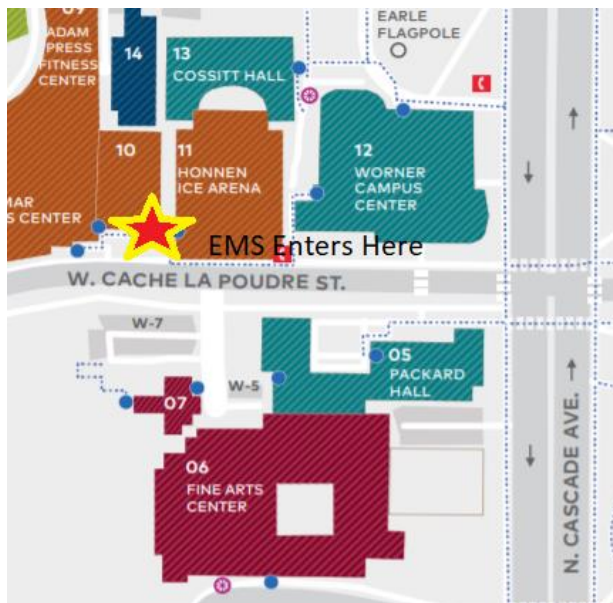 09
ADAM
PRESS
FITNESS
CENTER
14
13
COSSITT HALL
EARLE
FLAGPOLE
10
11
HONNEN
ICE ARENA
12
WORNER
CAMPUS
CENTER
MAR
S CENTER
EMS Enters Here
W. CACHE LA POUDRE ST.
W-7
05
PACKARD
HALL
W-5
07
06
FINE ARTS
CENTER
N. CASCADE AVE.